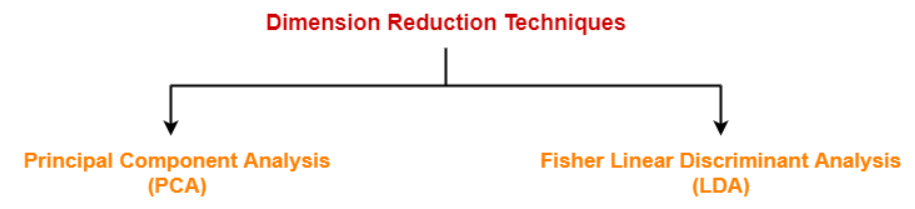 Dimension Reduction Techniques
Principal Component Analysis
(PCA)
Fisher Linear Discriminant Analysis
(LDA)